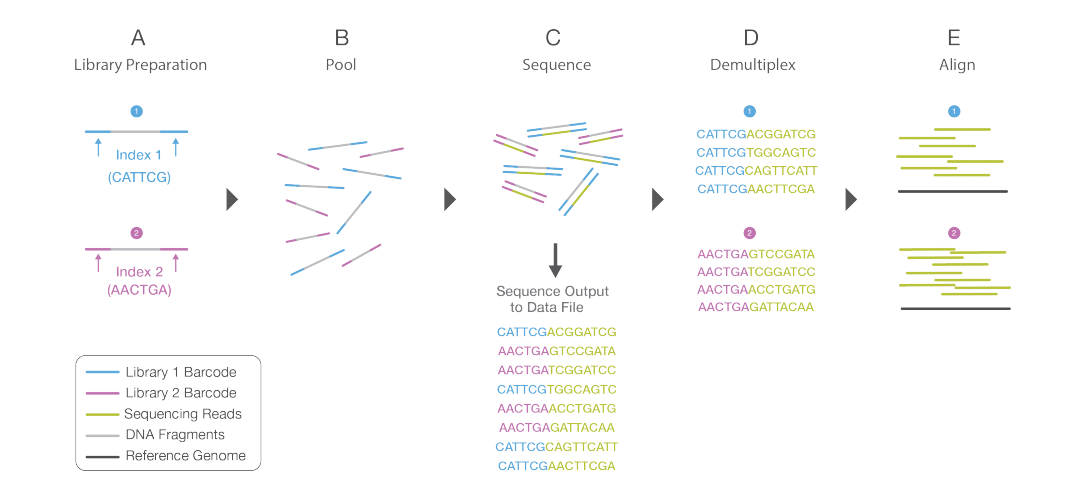 A
Library Preparation
1
Index 1
(CATTCG)
2
Index 2
(AACTGA)
B
Pool
C
Sequence
Sequence Output
to Data File
CATTCGACGGATCG
AACTGAGTCCGATA
AACTGATCGGATCC
CATTCGTGGCAGTC
AACTGAACCTGATG
AACTGAGATTACAA
CATTCGCAGTTCATT
CATTCGAACTTCGA
D
Demultiplex
1
CATTCGACGGATCG
CATTCGTGGCAGTC
CATTCGCAGTTCATT
CATTCGAACTTCGA
2
AACTGAGTCCGATA
AACTGATCGGATCC
AACTGAACCTGATG
AACTGAGATTACAA
E
Align
1
2
Library 1 Barcode
Library 2 Barcode
Sequencing Reads
DNA Fragments
Reference Genome